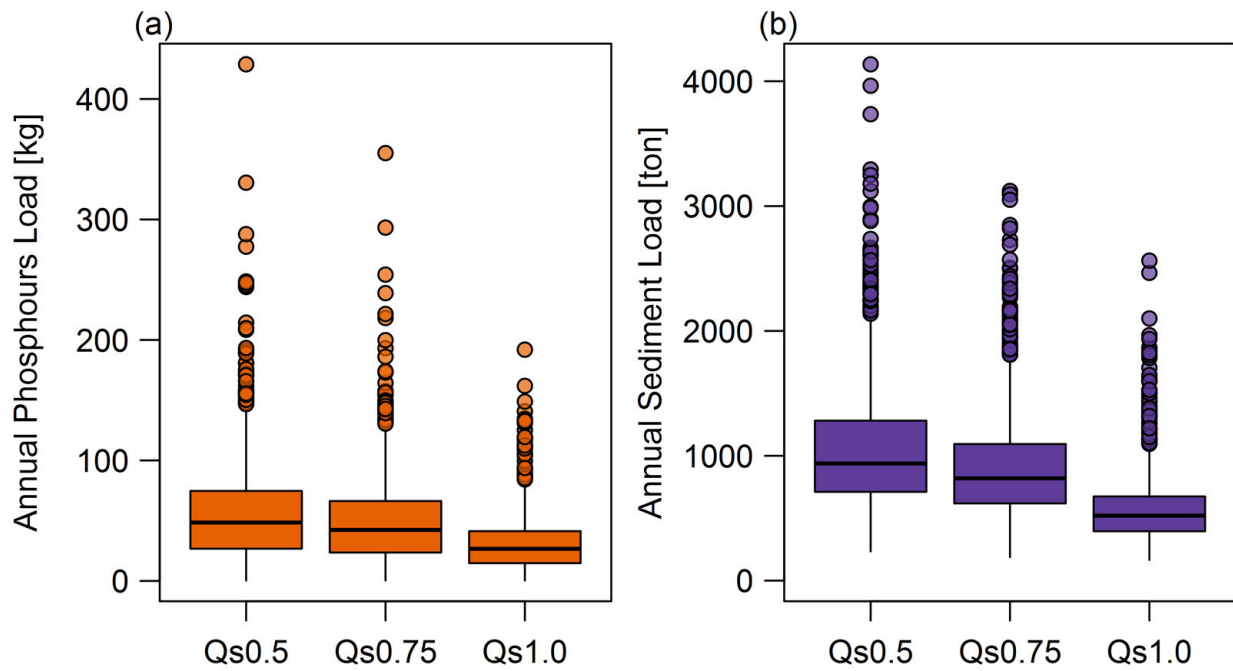 (a)
Annual Phosphours Load [kg]
400
300
200
100
0
Qs0.5 Qs0.75 Qs1.0
(b)
Annual Sediment Load [ton]
4000
3000
2000
1000
0
Qs0.5 Qs0.75 Qs1.0